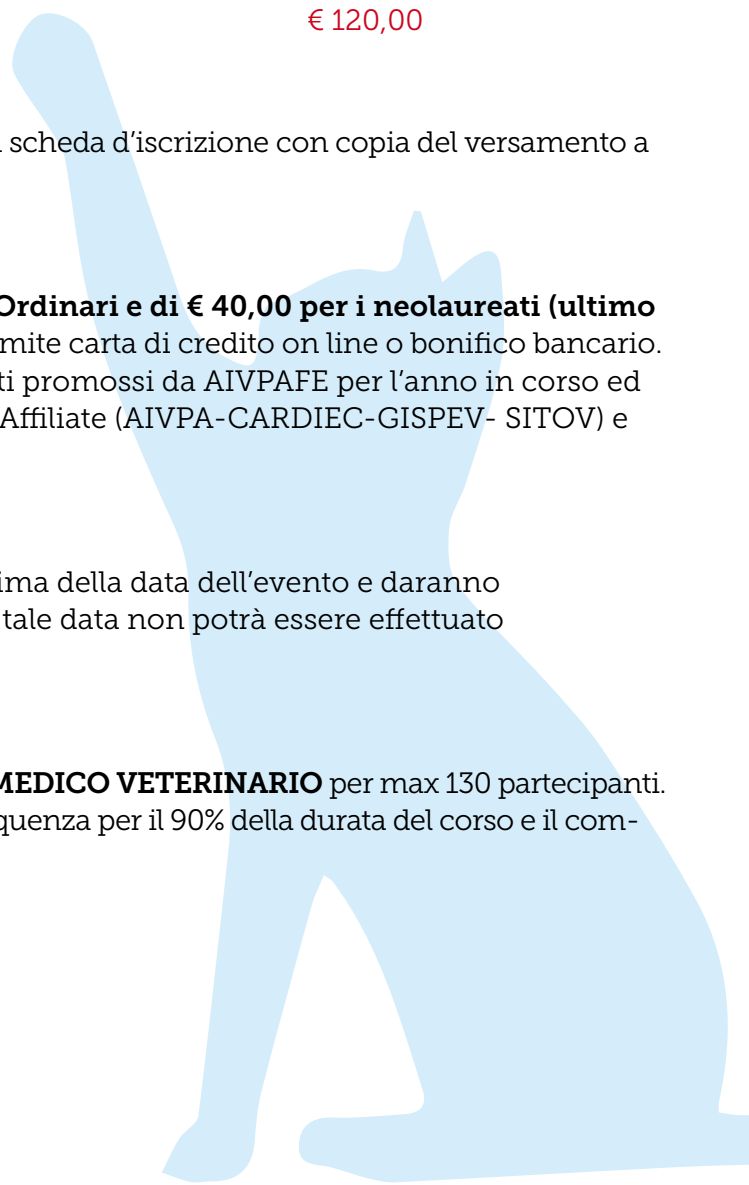 € 120,00
scheda d’iscrizione con copia del versamento a
Ordinari e di € 40,00 per i neolaureati (ultimo
mite carta di credito on line o bonifico bancario.
ti promossi da AIVPAFE per l’anno in corso ed
Affiliate (AIVPA-CARDIEC-GISPEV- SITOV) e
ima della data dell’evento e daranno
tale data non potrà essere effettuato
MEDICO VETERINARIO per max 130 partecipanti.
quenza per il 90% della durata del corso e il com-